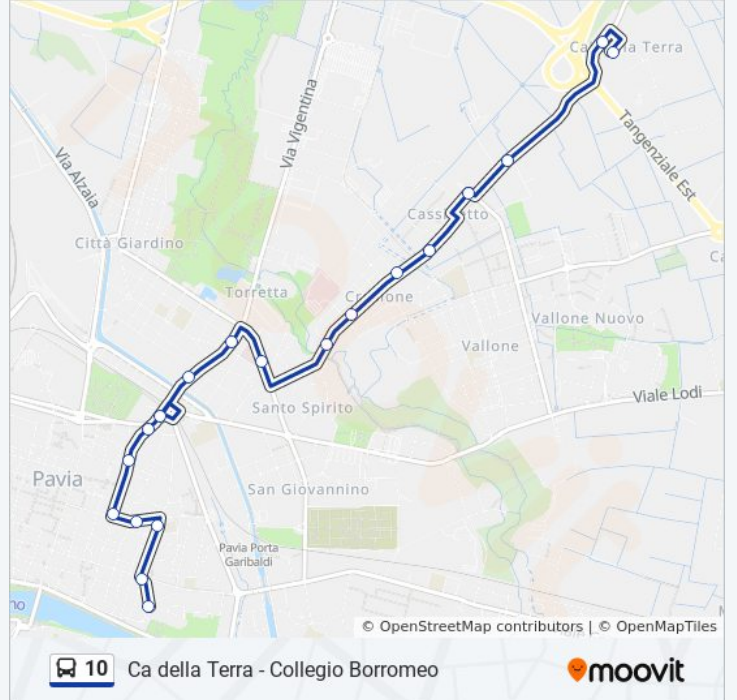 Ca della Terra
Via Vigentina
Tangenziale Est
Via Alzaia
Cassinetto
Città Giardino
Torretta
Crosione
Vallone Nuovo
Vallone
Viale Lodi
Santo Spirito
Pavia
San Giovannino
Pavia Porta
Garibaldi
© OpenStreetMap contributors | © OpenMapTiles
10 Ca della Terra - Collegio Borromeo
moovit